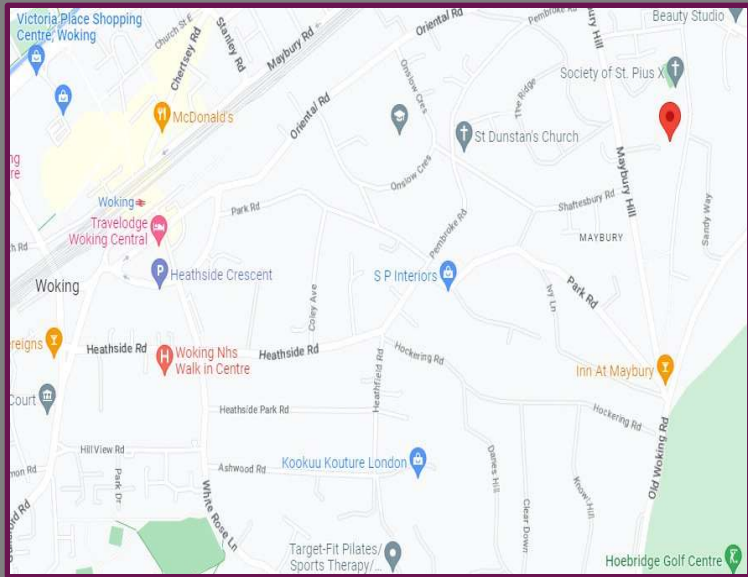 Victoria Place Shopping
Centre, Woking
Church St E
Chertsey Rd
Stanley Rd
Maybury Rd
Oriental Rd
Pembroke Rd
Maybury Hill
Beauty Studio
Society of St. Pius X
McDonald's
Oriental Rd
Onslow Cres
The Ridge
St Dunstan's Church
Maybury Hill
Onslow Cres
Woking
Travelodge
Woking Central
Park Rd
Pembroke Rd
Shaftesbury Rd
MAYBURY
Sandy Way
P
Heathside Crescent
S P Interiors
Woking
Coley Ave
Ivy Ln
Park Rd
reigns
Heathside Rd
H
Woking Nhs
Walk in Centre
Heathside Rd
Hockering Rd
Inn At Maybury
Court
Heathside Park Rd
Heathfield Rd
Hockering Rd
Old Woking Rd
Hill View Rd
Park Dr
Ashwood Rd
Kookuu Kouture London
Danes Hill
Knowl Hill
Clear Down
White Rose Ln
Target-Fit Pilates/
Sports Therapy/...
Hoebridge Golf Centre